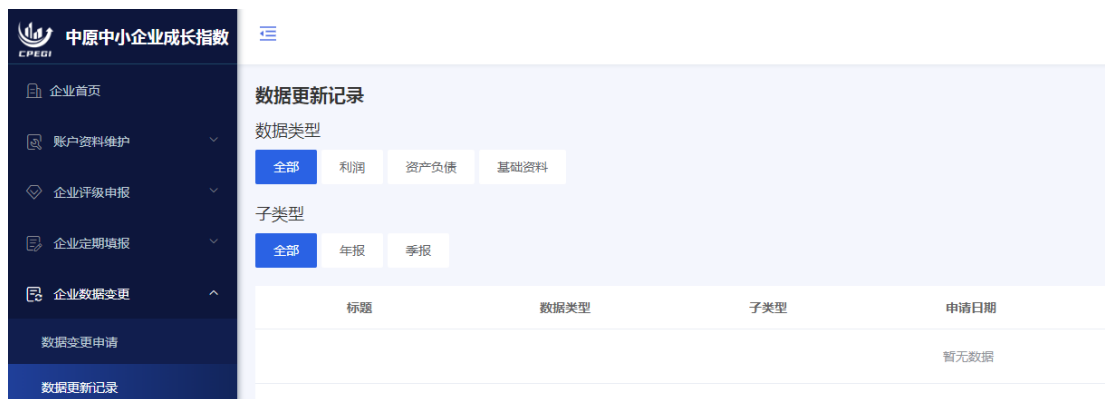 中原中小企业成长指数
CPEGI
企业首页
账户资料维护
企业评级申报
企业定期填报
企业数据变更
数据变更申请
数据更新记录
数据更新记录
数据类型
全部 利润 资产负债 基础资料
子类型
全部 年报 季报
标题 数据类型 子类型 申请日期
暂无数据